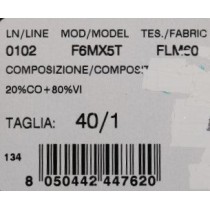 LN/LINE MOD/MODEL TES./FABRIC
0102 F6MX5T FLM60
COMPOSIZIONE/COMPOSIT
20%CO+80%VI
TAGLIA: 40/1
134
8 050442 447620